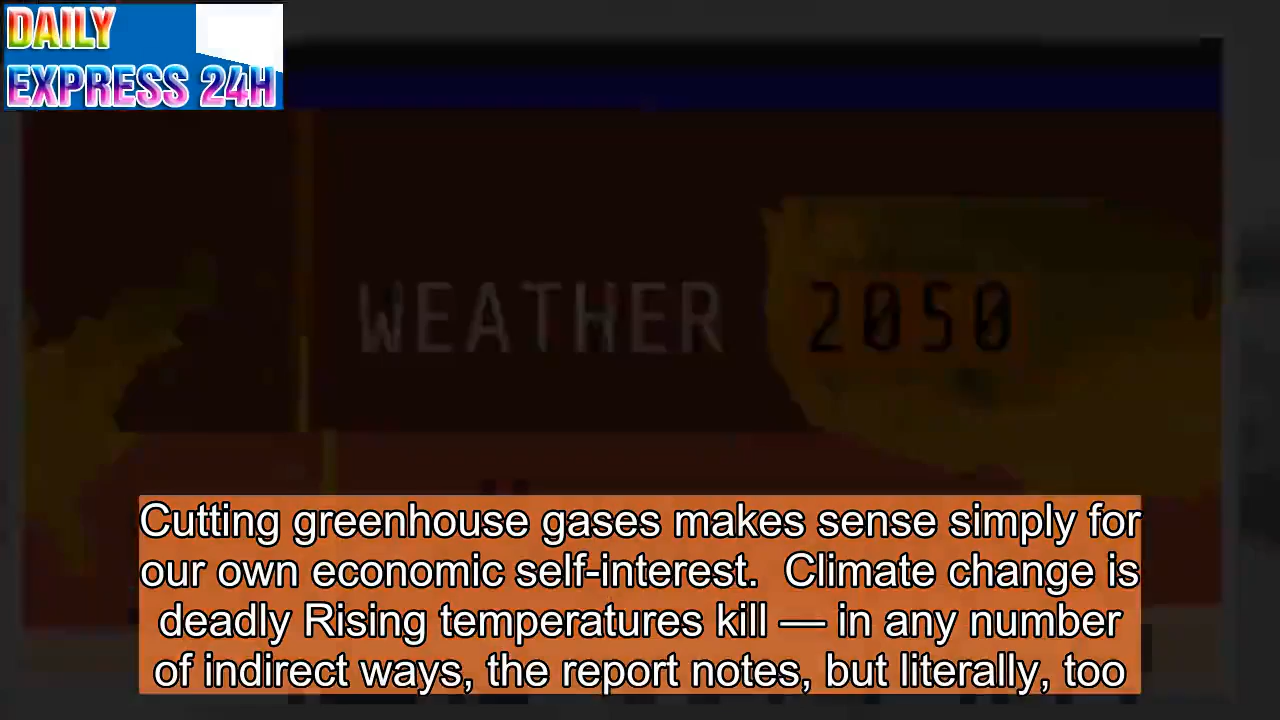 DAILY
EXPRESS 24H
WEATHER 2050
Cutting greenhouse gases makes sense simply for
our own economic self-interest.  Climate change is
deadly Rising temperatures kill — in any number
of indirect ways, the report notes, but literally, too